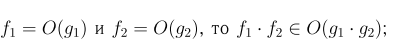 f₁ = O(g₁) и f₂ = O(g₂), то f₁ · f₂ ∈ O(g₁ · g₂);